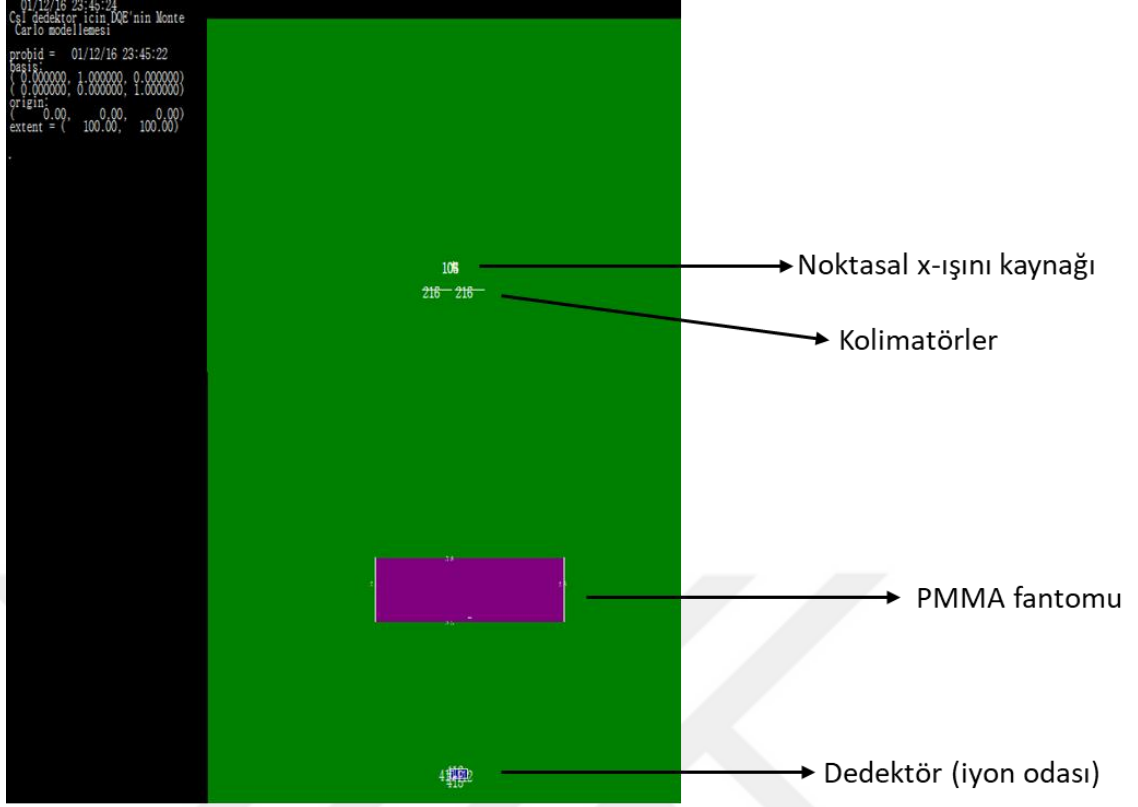 01/12/16 23:45:24
CsI dedektor icin DQE'nin Monte
Carlo modellemesi
probid = 01/12/16 23:45:22
basis:
( 0.000000, 1.000000, 0.000000)
( 0.000000, 0.000000, 1.000000)
origin:
( 0.00, 0.00, 0.00)
extent = ( 100.00, 100.00)
Noktasal x-ışını kaynağı
216 216
Kolimatörler
PMMA fantomu
Dedektör (iyon odası)